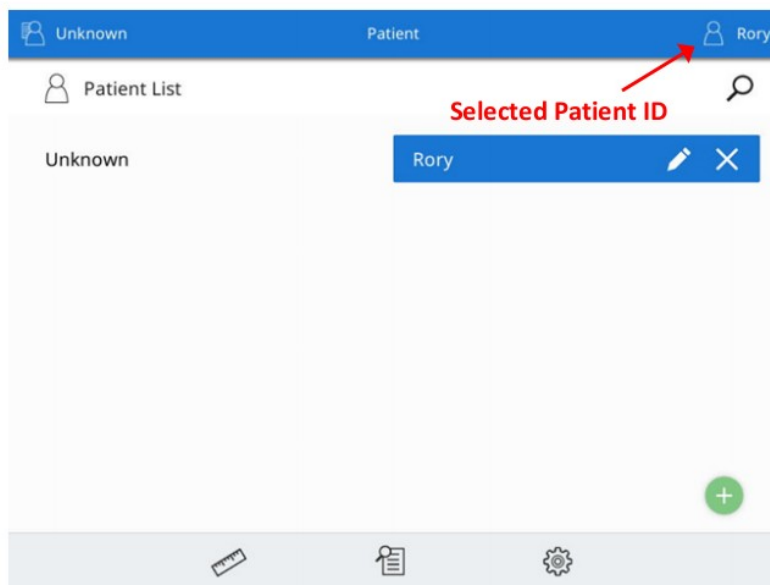 Unknown Patient Rory
Patient List
Selected Patient ID
Unknown Rory